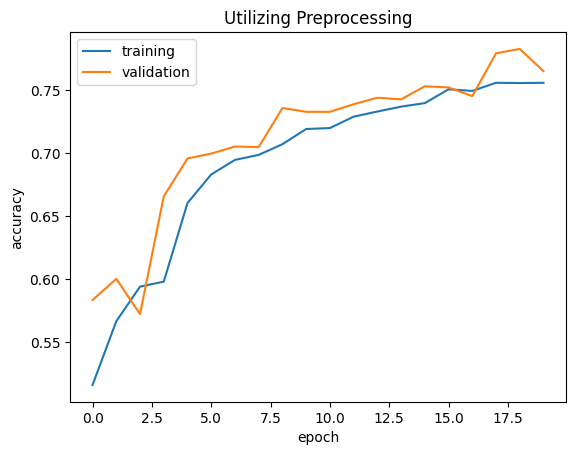 Utilizing Preprocessing
training
validation
accuracy
0.75
0.70
0.65
0.60
0.55
0.0 2.5 5.0 7.5 10.0 12.5 15.0 17.5
epoch